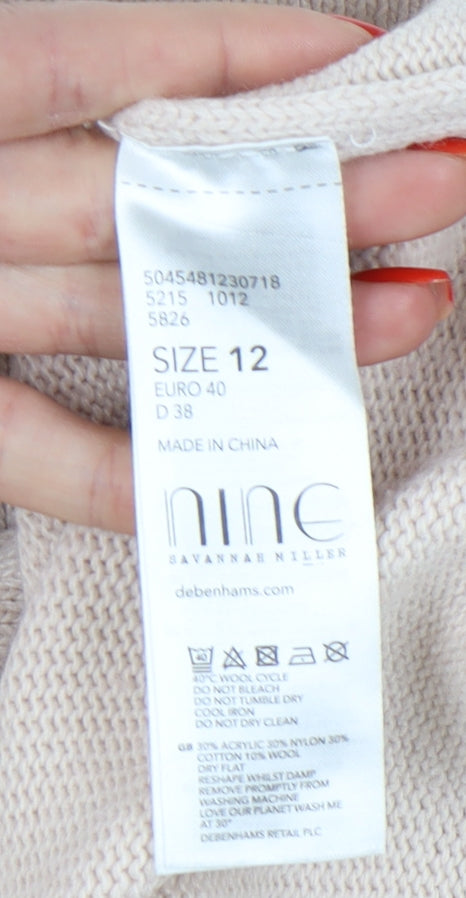 5045481230718
5215 1012
5826
SIZE 12
EURO 40
D 38
MADE IN CHINA
NINE
SAVANNAH MILLER
debenhams.com
40
40°C WOOL CYCLE
DO NOT BLEACH
DO NOT TUMBLE DRY
COOL IRON
DO NOT DRY CLEAN
GB 30% ACRYLIC 30% NYLON 30%
COTTON 10% WOOL
DRY FLAT
RESHAPE WHILST DAMP
REMOVE PROMPTLY FROM
WASHING MACHINE
LOVE OUR PLANET WASH ME
AT 30°
DEBENHAMS RETAIL PLC